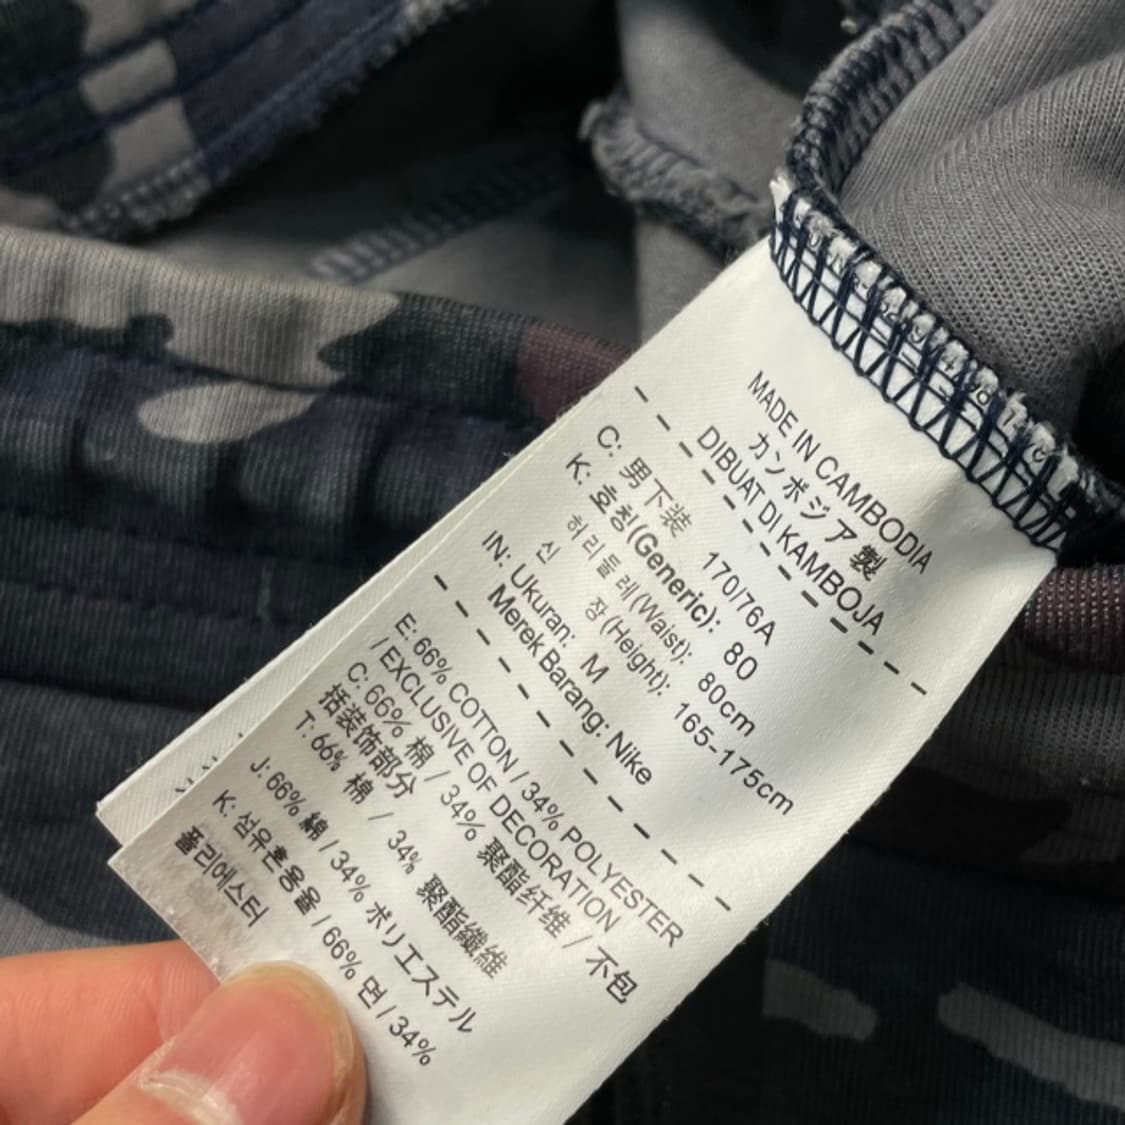 MADE IN CAMBODIA
カンボジア製
DIBUAT DI KAMBOJA
C: 男下装 170/76A
K: 호칭(Generic): 80
허리둘레(Waist): 80cm
신 장(Height): 165-175cm
IN: Ukuran: M
Merek Barang: Nike
E: 66% COTTON / 34% POLYESTER
/ EXCLUSIVE OF DECORATION
C: 66% 棉 / 34% 聚酯纤维 / 不包
括装饰部分
T: 66% 棉 / 34% 聚酯纖維
J: 66% 綿 / 34% ポリエステル
K: 섬유혼용율 / 66% 면 / 34%
폴리에스터